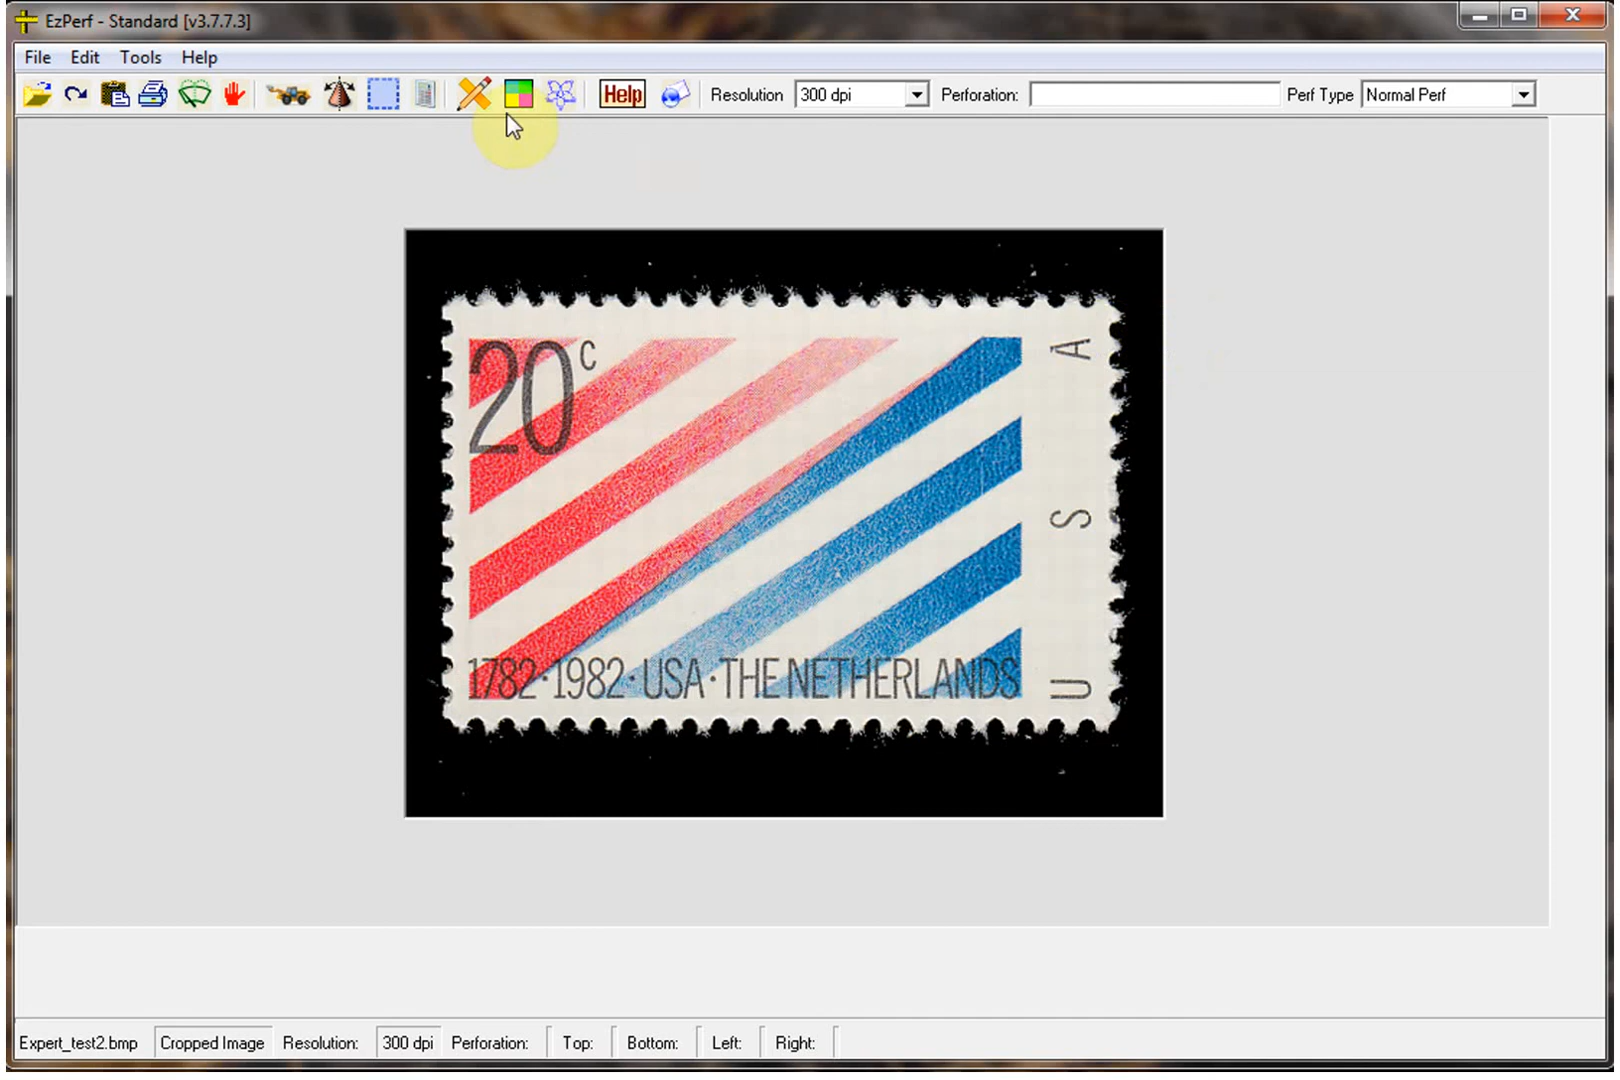 EzPerf - Standard [v3.7.7.3]
File Edit Tools Help
Help Resolution 300 dpi Perforation: Perf Type Normal Perf
20c
A
S
U
1782·1982·USA·THE NETHERLANDS
Expert_test2.bmp Cropped Image Resolution: 300 dpi Perforation: Top: Bottom: Left: Right: